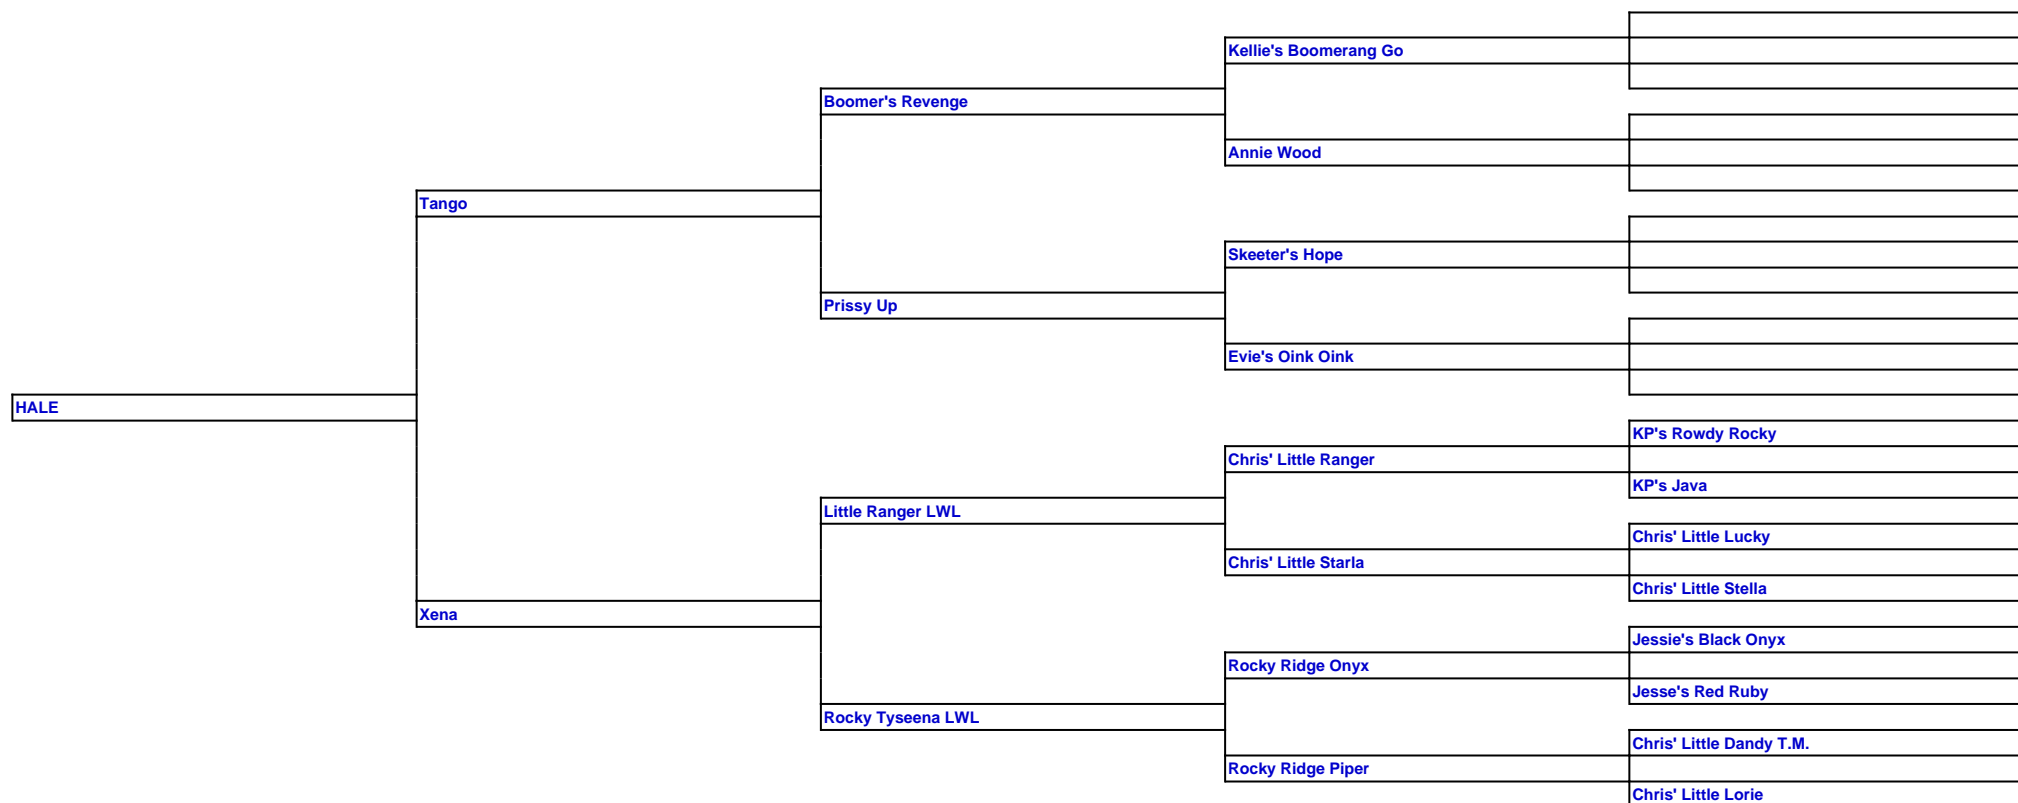 Kellie's Boomerang Go
Boomer's Revenge
Annie Wood
Tango
Skeeter's Hope
Prissy Up
Evie's Oink Oink
HALE
KP's Rowdy Rocky
Chris' Little Ranger
KP's Java
Little Ranger LWL
Chris' Little Lucky
Chris' Little Starla
Chris' Little Stella
Xena
Jessie's Black Onyx
Rocky Ridge Onyx
Jesse's Red Ruby
Rocky Tyseena LWL
Chris' Little Dandy T.M.
Rocky Ridge Piper
Chris' Little Lorie